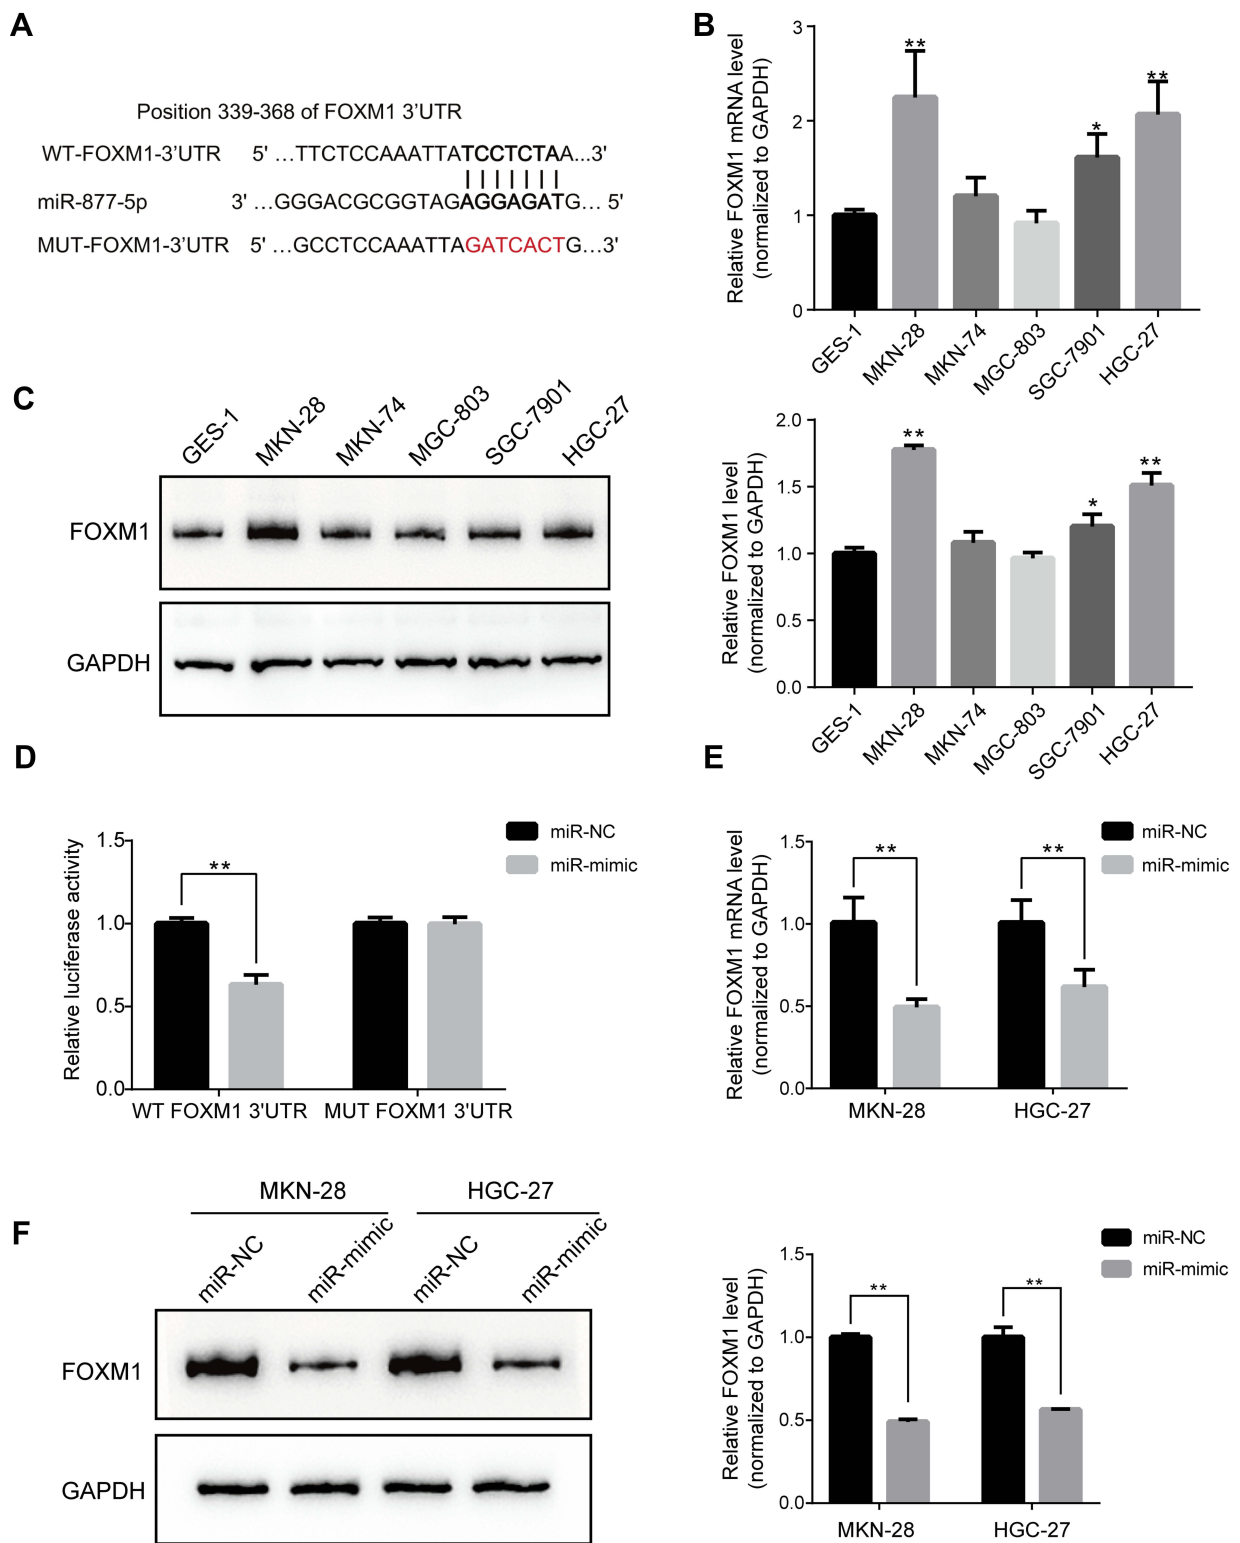 A
Position 339-368 of FOXM1 3'UTR
WT-FOXM1-3'UTR 5' ...TTCTCCAAATTATCCTCTAA...3'
miR-877-5p 3' ...GGGACGCGGTAGAGGAGATG... 5'
MUT-FOXM1-3'UTR 5' ...GCCTCCAAATTAGATCACTG...3'
B
Relative FOXM1 mRNA level
(normalized to GAPDH)
3
2
1
0
**
*
**
GES-1
MKN-28
MKN-74
MGC-803
SGC-7901
HGC-27
C
GES-1
MKN-28
MKN-74
MGC-803
SGC-7901
HGC-27
FOXM1
GAPDH
Relative FOXM1 level
(normalized to GAPDH)
2.0
1.5
1.0
0.5
0.0
**
*
**
GES-1
MKN-28
MKN-74
MGC-803
SGC-7901
HGC-27
D
Relative luciferase activity
1.5
1.0
0.5
0.0
**
miR-NC
miR-mimic
WT FOXM1 3'UTR MUT FOXM1 3'UTR
E
Relative FOXM1 mRNA level
(normalized to GAPDH)
1.5
1.0
0.5
0.0
** **
miR-NC
miR-mimic
MKN-28 HGC-27
F
MKN-28 HGC-27
miR-NC
miR-mimic
miR-NC
miR-mimic
FOXM1
GAPDH
Relative FOXM1 level
(normalized to GAPDH)
1.5
1.0
0.5
0.0
** **
miR-NC
miR-mimic
MKN-28 HGC-27